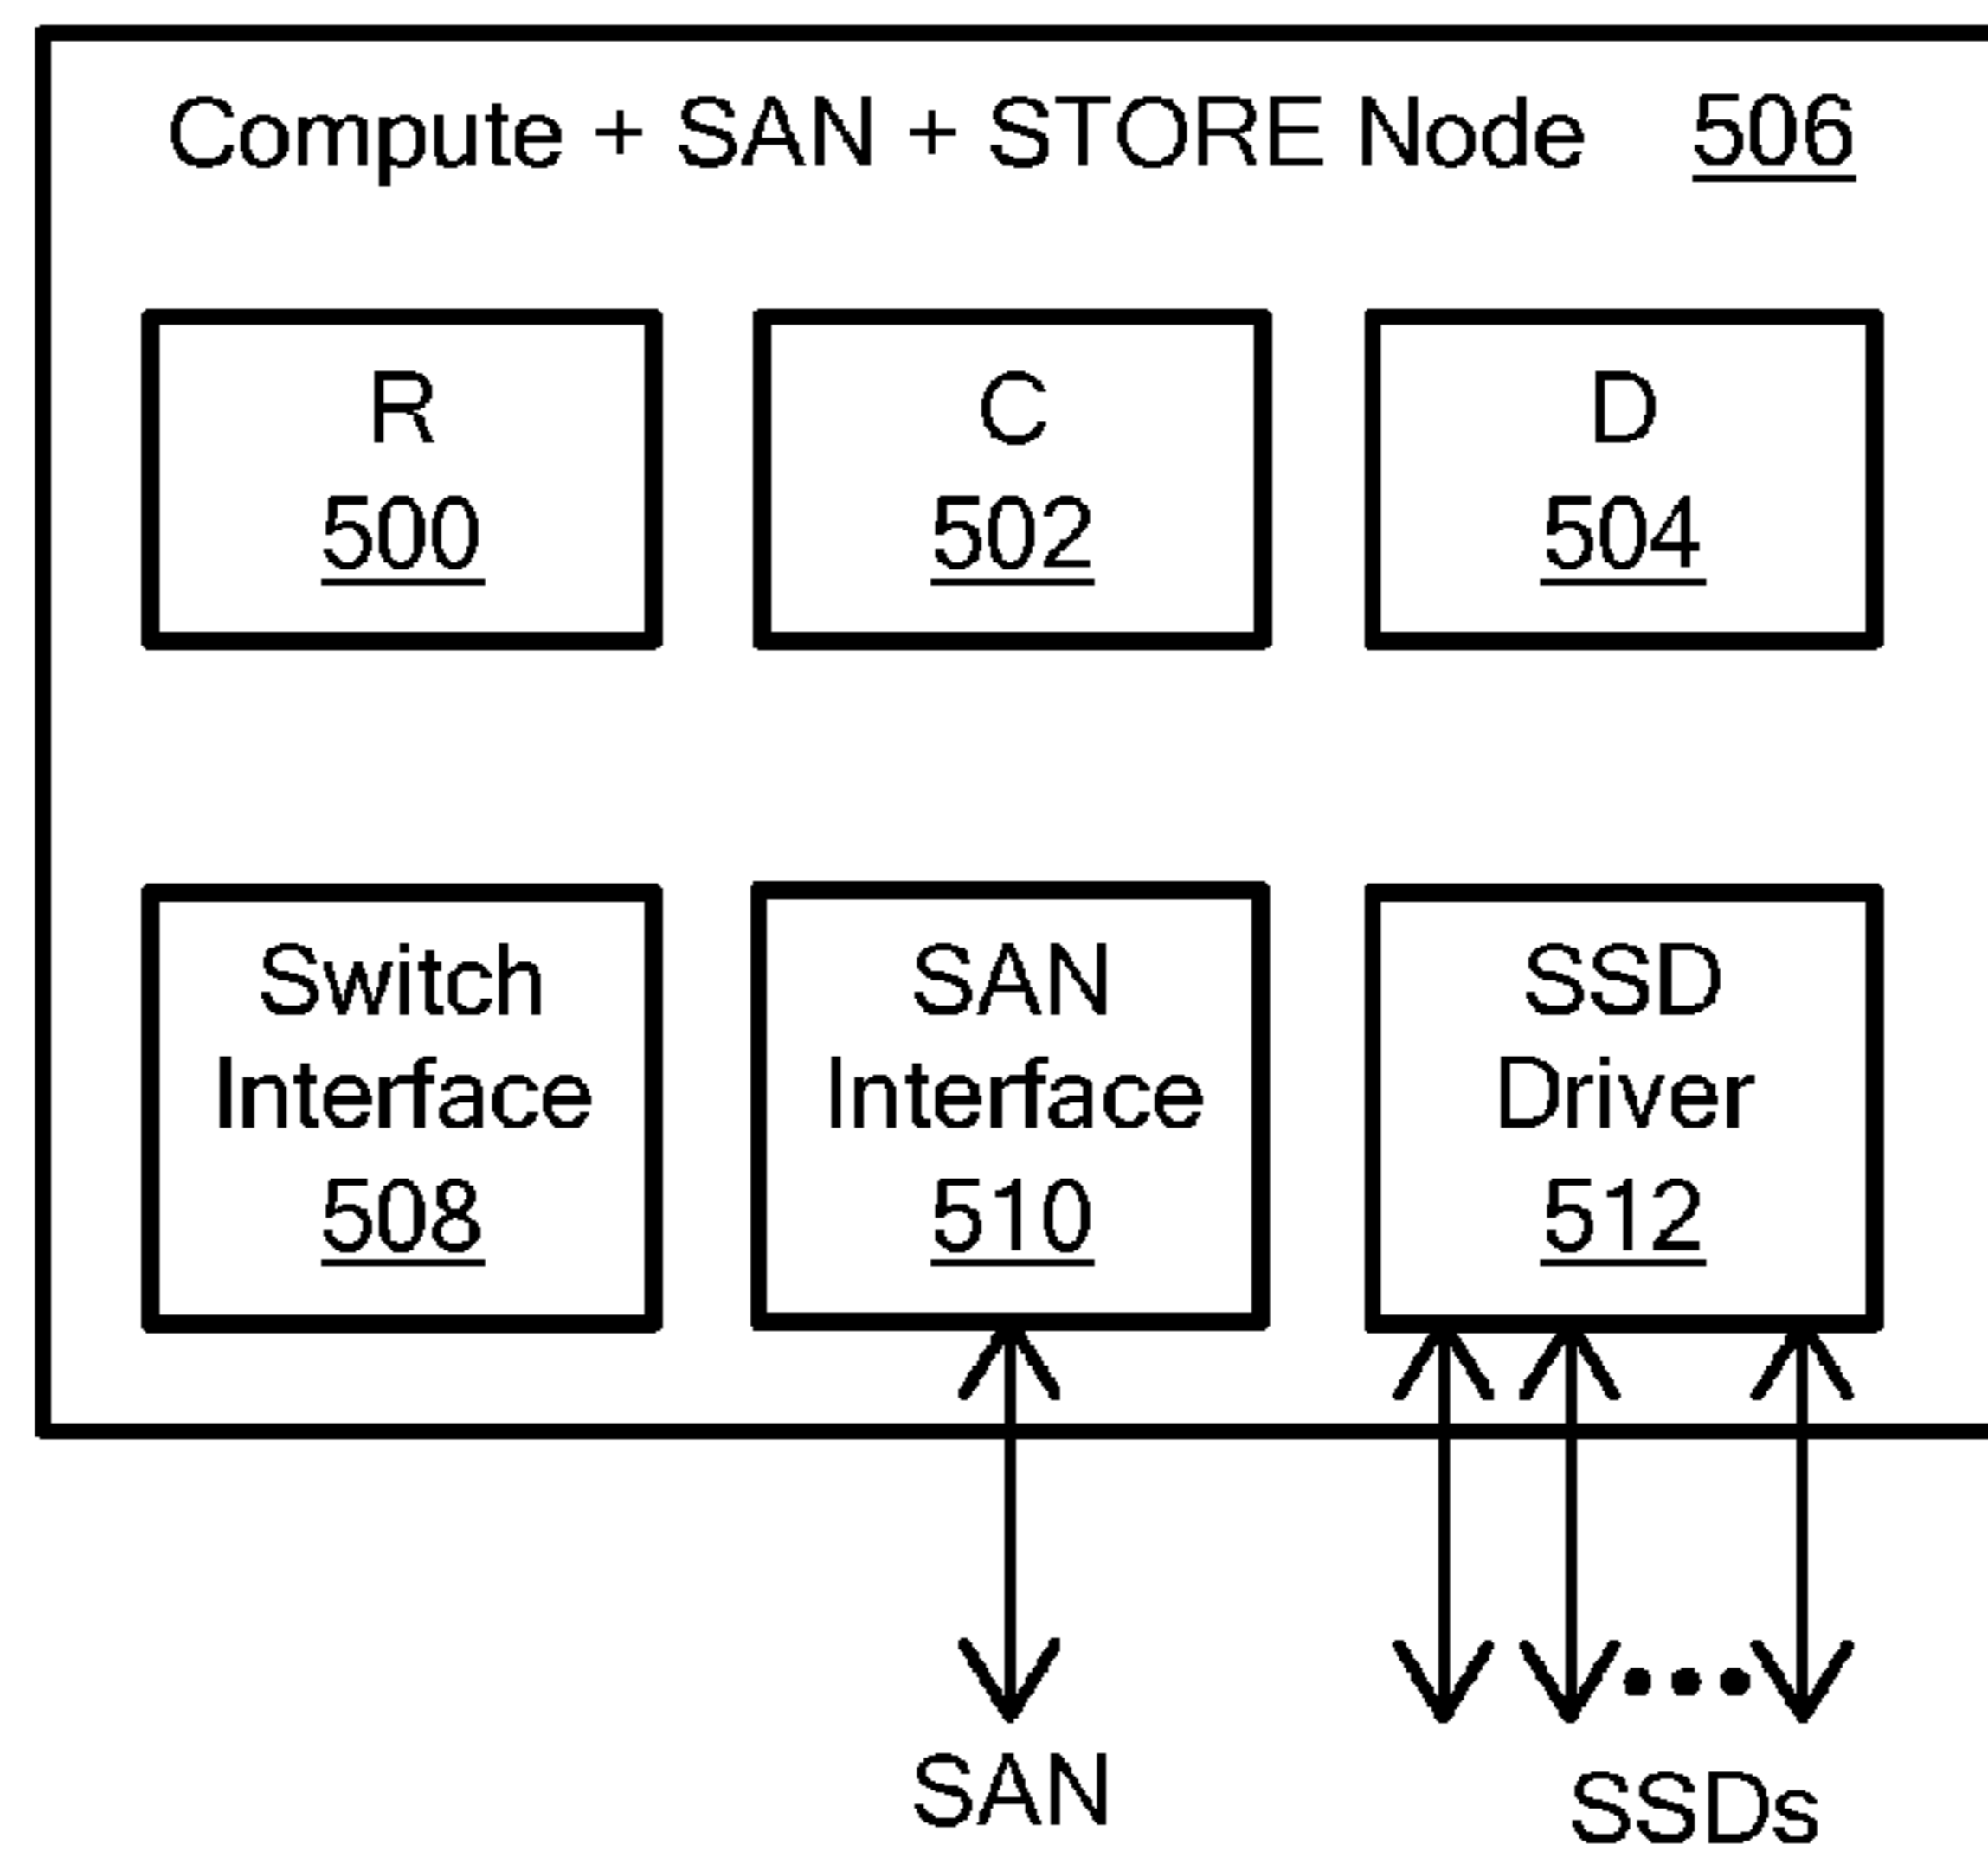 Compute + SAN + STORE Node 506
R
500
C
502
D
504
Switch
Interface
508
SAN
Interface
510
SSD
Driver
512
SAN
SSDs